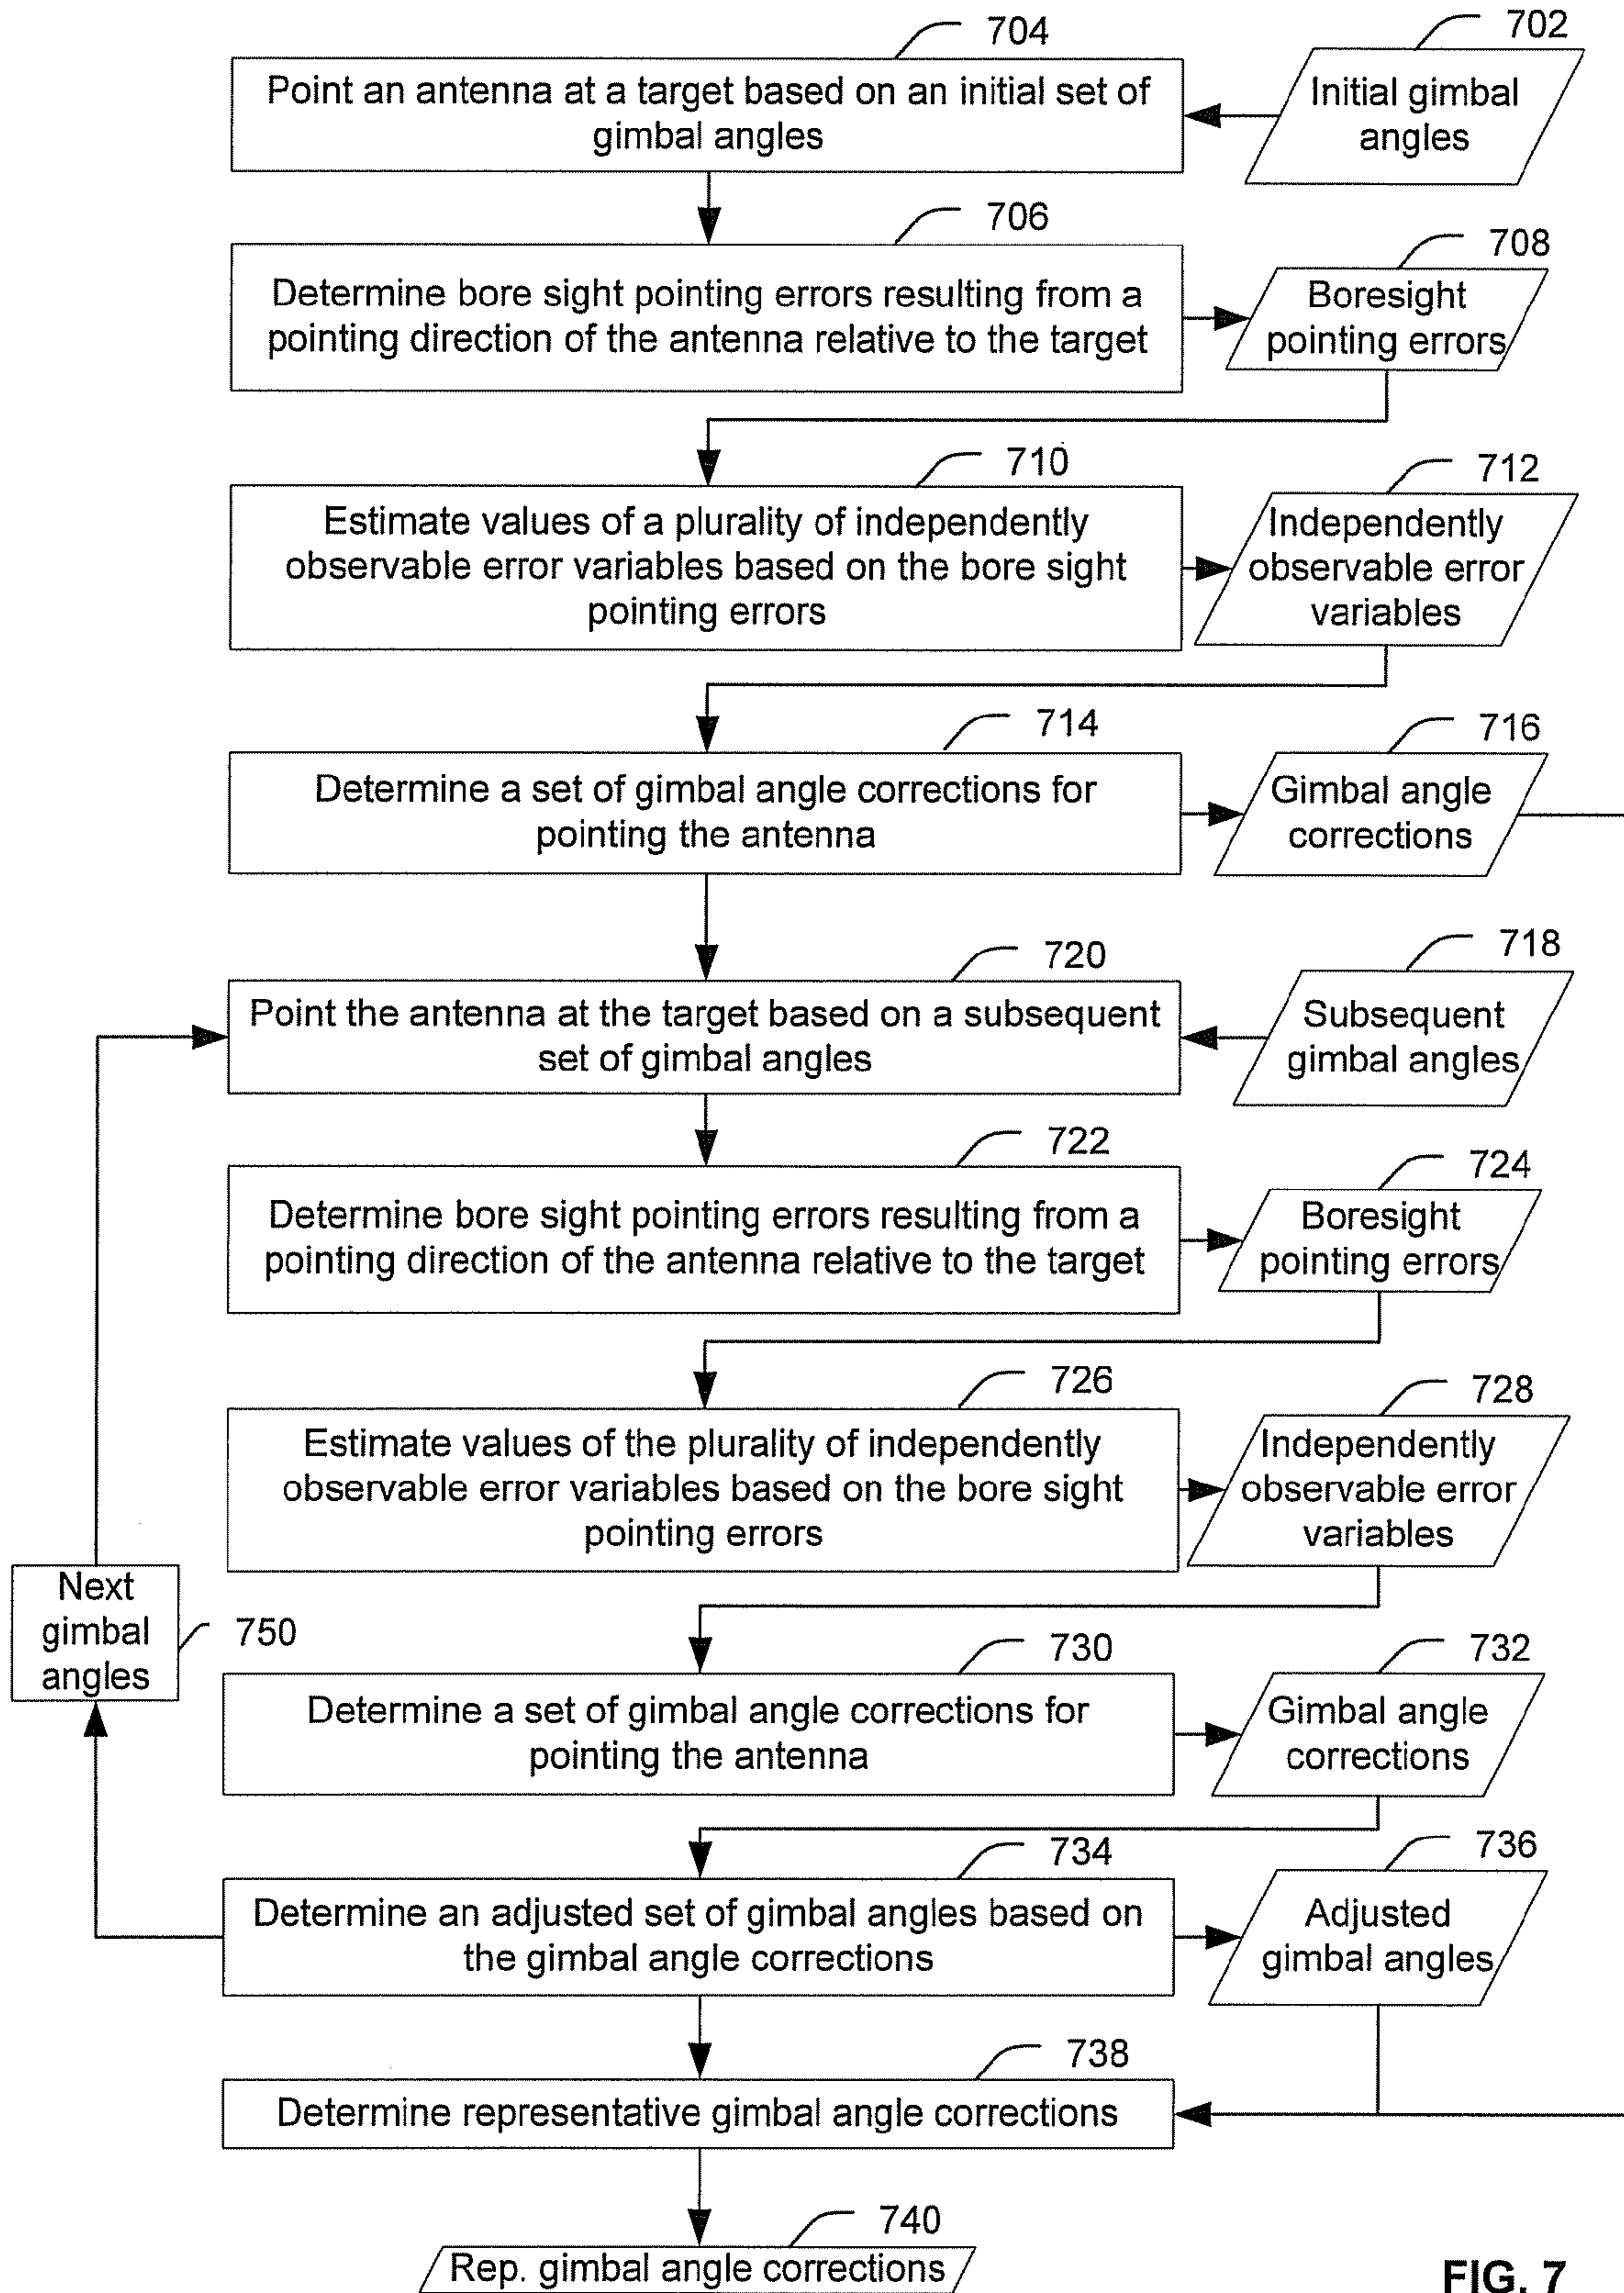 704
702
Point an antenna at a target based on an initial set of
gimbal angles
Initial gimbal
angles
706
708
Determine bore sight pointing errors resulting from a
pointing direction of the antenna relative to the target
Boresight
pointing errors
710
712
Estimate values of a plurality of independently
observable error variables based on the bore sight
pointing errors
Independently
observable error
variables
714
716
Determine a set of gimbal angle corrections for
pointing the antenna
Gimbal angle
corrections
720
718
Point the antenna at the target based on a subsequent
set of gimbal angles
Subsequent
gimbal angles
722
724
Determine bore sight pointing errors resulting from a
pointing direction of the antenna relative to the target
Boresight
pointing errors
726
728
Estimate values of the plurality of independently
observable error variables based on the bore sight
pointing errors
Independently
observable error
variables
Next
gimbal
angles
750
730
732
Determine a set of gimbal angle corrections for
pointing the antenna
Gimbal angle
corrections
734
736
Determine an adjusted set of gimbal angles based on
the gimbal angle corrections
Adjusted
gimbal angles
738
Determine representative gimbal angle corrections
740
Rep. gimbal angle corrections
FIG. 7